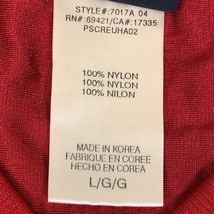 STYLE#:7017A 04
RN#:69421/CA#:17335
PSCREUHA02
100% NYLON
100% NYLON
100% NILON
MADE IN KOREA
FABRIQUE EN COREE
HECHO EN COREA
L/G/G